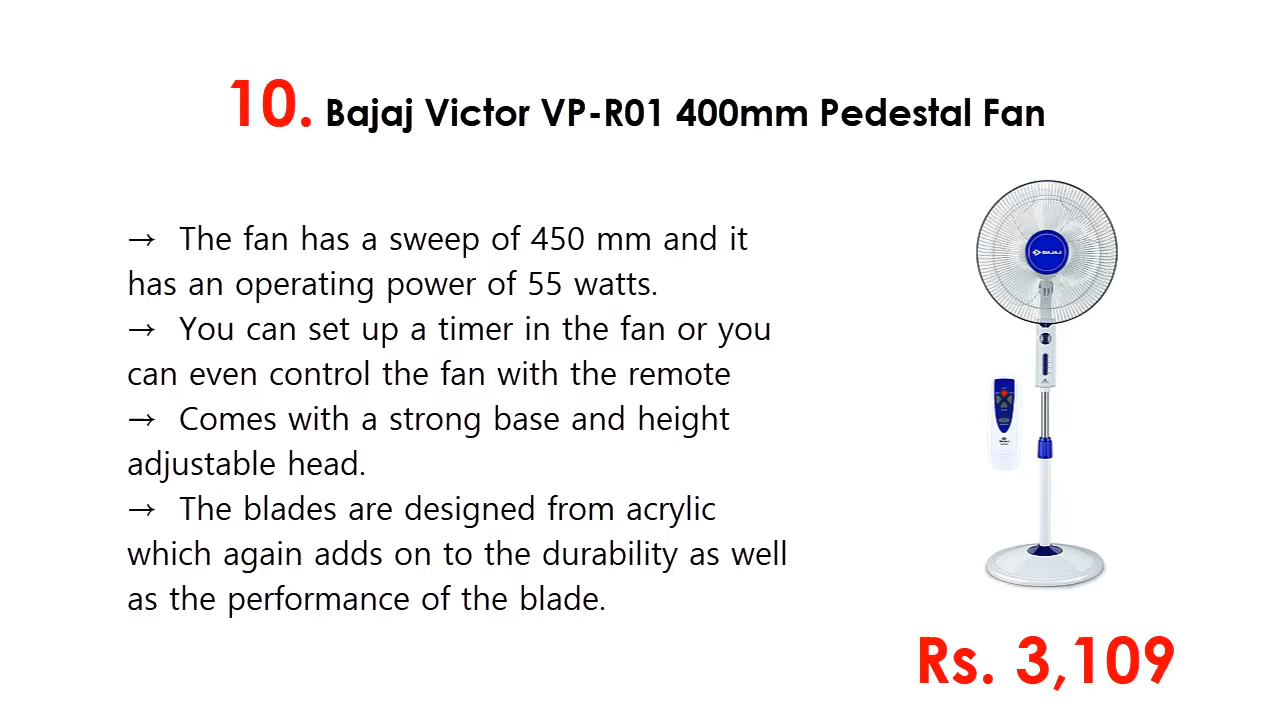 10. Bajaj Victor VP-R01 400mm Pedestal Fan
→ The fan has a sweep of 450 mm and it
has an operating power of 55 watts.
→ You can set up a timer in the fan or you
can even control the fan with the remote
→ Comes with a strong base and height
adjustable head.
→ The blades are designed from acrylic
which again adds on to the durability as well
as the performance of the blade.
BAJAJ
Rs. 3,109